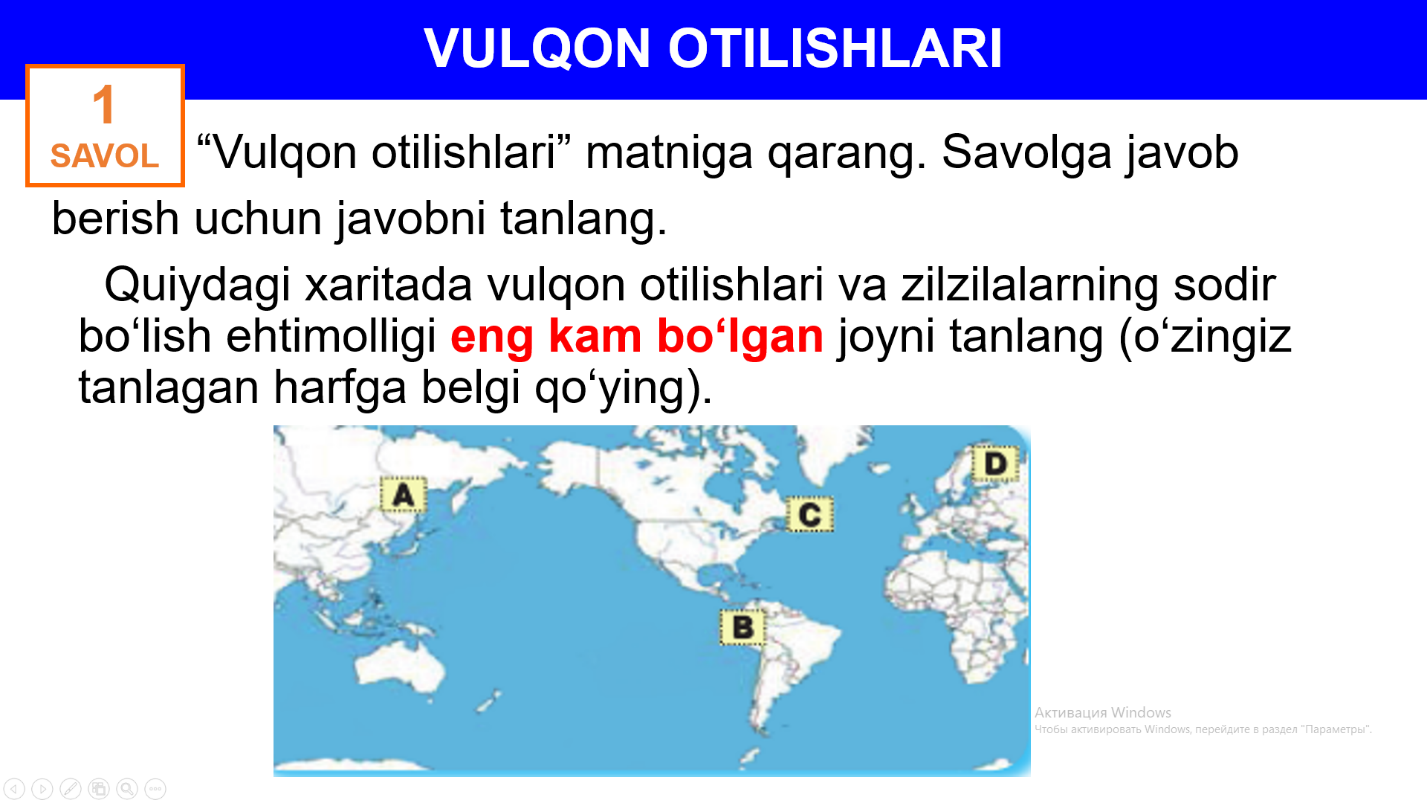 VULQON OTILISHLARI
1
SAVOL
“Vulqon otilishlari” matniga qarang. Savolga javob
berish uchun javobni tanlang.
Quiydagi xaritada vulqon otilishlari va zilzilalarning sodir
bo‘lish ehtimolligi eng kam bo‘lgan joyni tanlang (o‘zingiz
tanlagan harfga belgi qo‘ying).
D
A
C
B
Активация Windows
Чтобы активировать Windows, перейдите в раздел "Параметры".